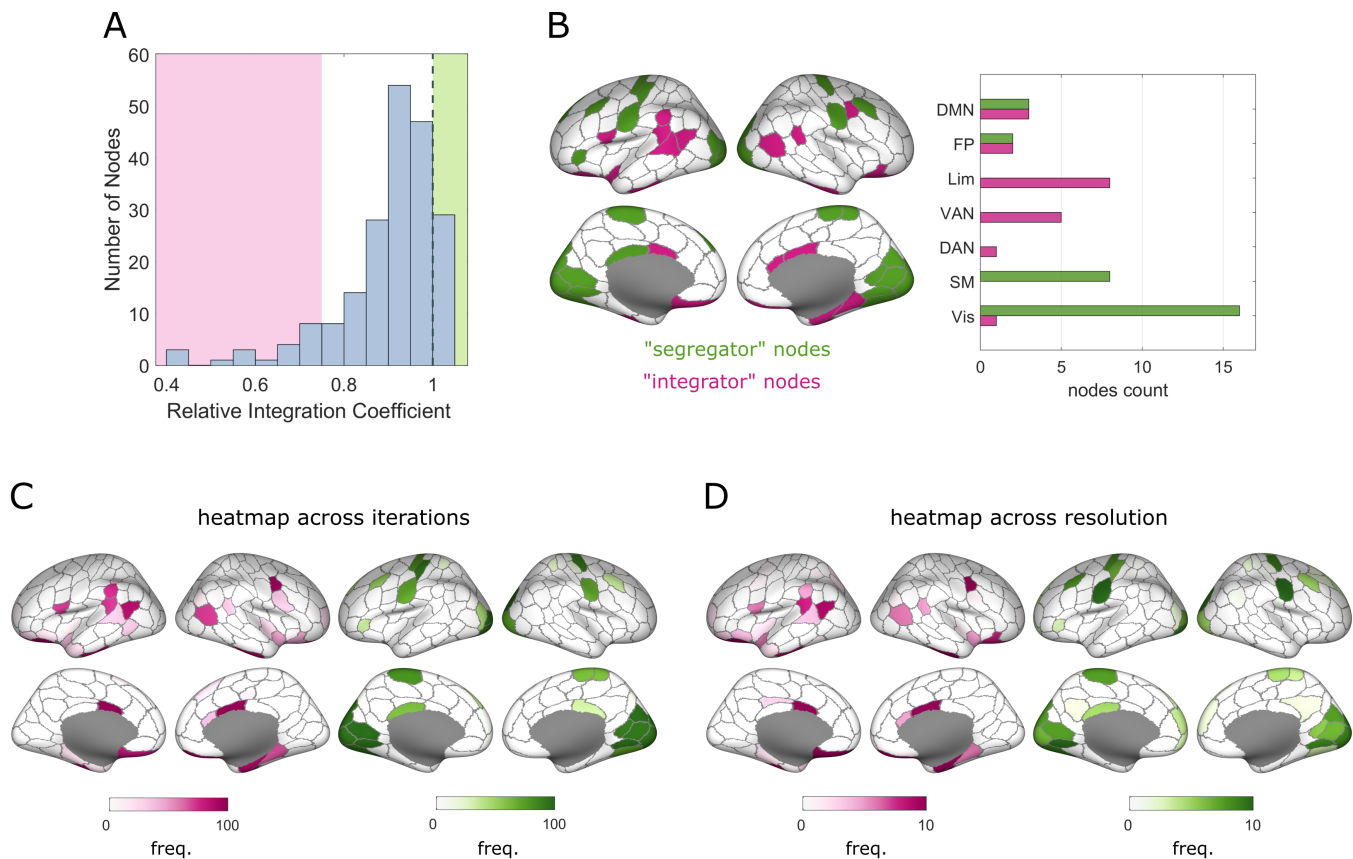 A
60
50
40
30
20
10
0
Number of Nodes
0.4
0.6
0.8
1
Relative Integration Coefficient
B
"segregator" nodes
"integrator" nodes
DMN
FP
Lim
VAN
DAN
SM
Vis
0
5
10
15
nodes count
C
heatmap across iterations
0
100
freq.
0
100
freq.
D
heatmap across resolution
0
10
freq.
0
10
freq.